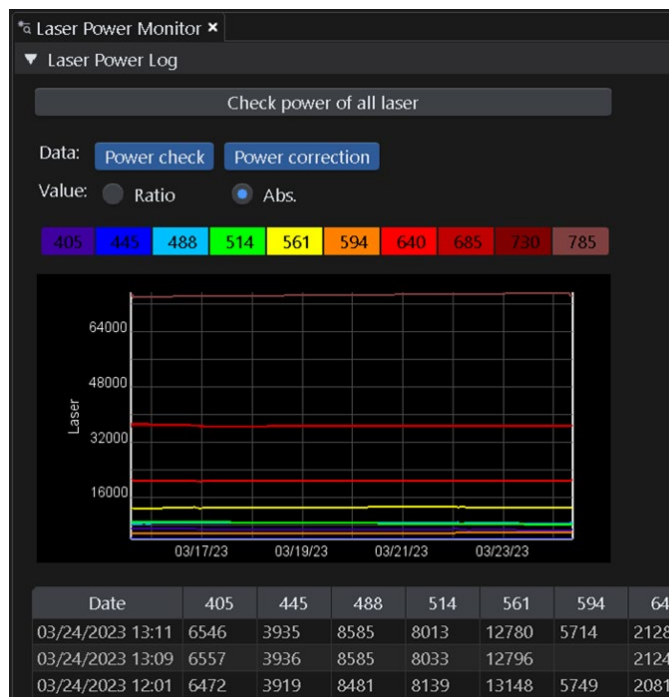 Laser Power Monitor ×
▼ Laser Power Log
Check power of all laser
Data: Power check Power correction
Value: Ratio Abs.
405 445 488 514 561 594 640 685 730 785
64000
48000
32000
16000
Laser
03/17/23 03/19/23 03/21/23 03/23/23
Date 405 445 488 514 561 594 64
03/24/2023 13:11 6546 3935 8585 8013 12780 5714 2128
03/24/2023 13:09 6557 3936 8585 8033 12796 2124
03/24/2023 12:01 6472 3919 8481 8139 13148 5749 2081